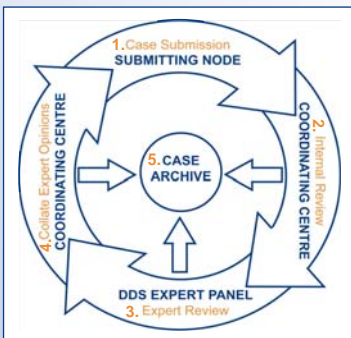 1. Case Submission
SUBMITTING NODE
2. Internal Review
COORDINATING CENTRE
DDS EXPERT PANEL
3. Expert Review
4. Collate Expert Opinions
COORDINATING CENTRE
5. CASE
ARCHIVE